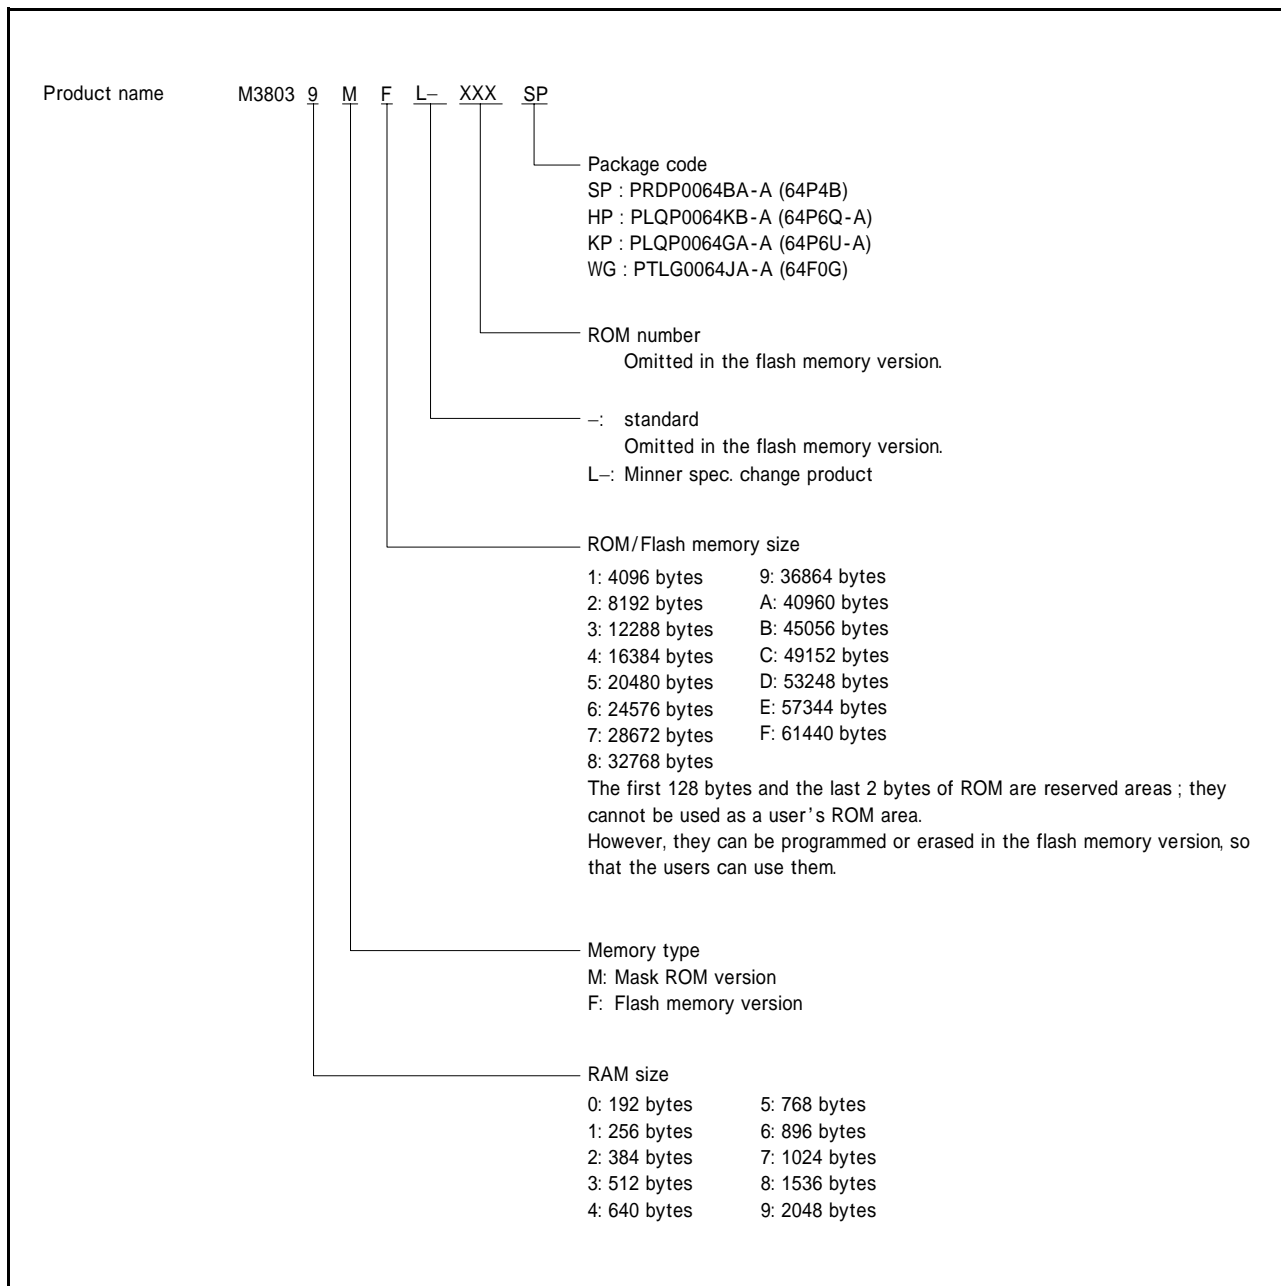 Product name M3803 9 M F L– XXX SP
Package code
SP : PRDP0064BA-A (64P4B)
HP : PLQP0064KB-A (64P6Q-A)
KP : PLQP0064GA-A (64P6U-A)
WG : PTLG0064JA-A (64F0G)
ROM number
Omitted in the flash memory version.
–: standard
Omitted in the flash memory version.
L–: Minner spec. change product
ROM/Flash memory size
1: 4096 bytes 9: 36864 bytes
2: 8192 bytes A: 40960 bytes
3: 12288 bytes B: 45056 bytes
4: 16384 bytes C: 49152 bytes
5: 20480 bytes D: 53248 bytes
6: 24576 bytes E: 57344 bytes
7: 28672 bytes F: 61440 bytes
8: 32768 bytes
The first 128 bytes and the last 2 bytes of ROM are reserved areas ; they
cannot be used as a user's ROM area.
However, they can be programmed or erased in the flash memory version, so
that the users can use them.
Memory type
M: Mask ROM version
F: Flash memory version
RAM size
0: 192 bytes 5: 768 bytes
1: 256 bytes 6: 896 bytes
2: 384 bytes 7: 1024 bytes
3: 512 bytes 8: 1536 bytes
4: 640 bytes 9: 2048 bytes